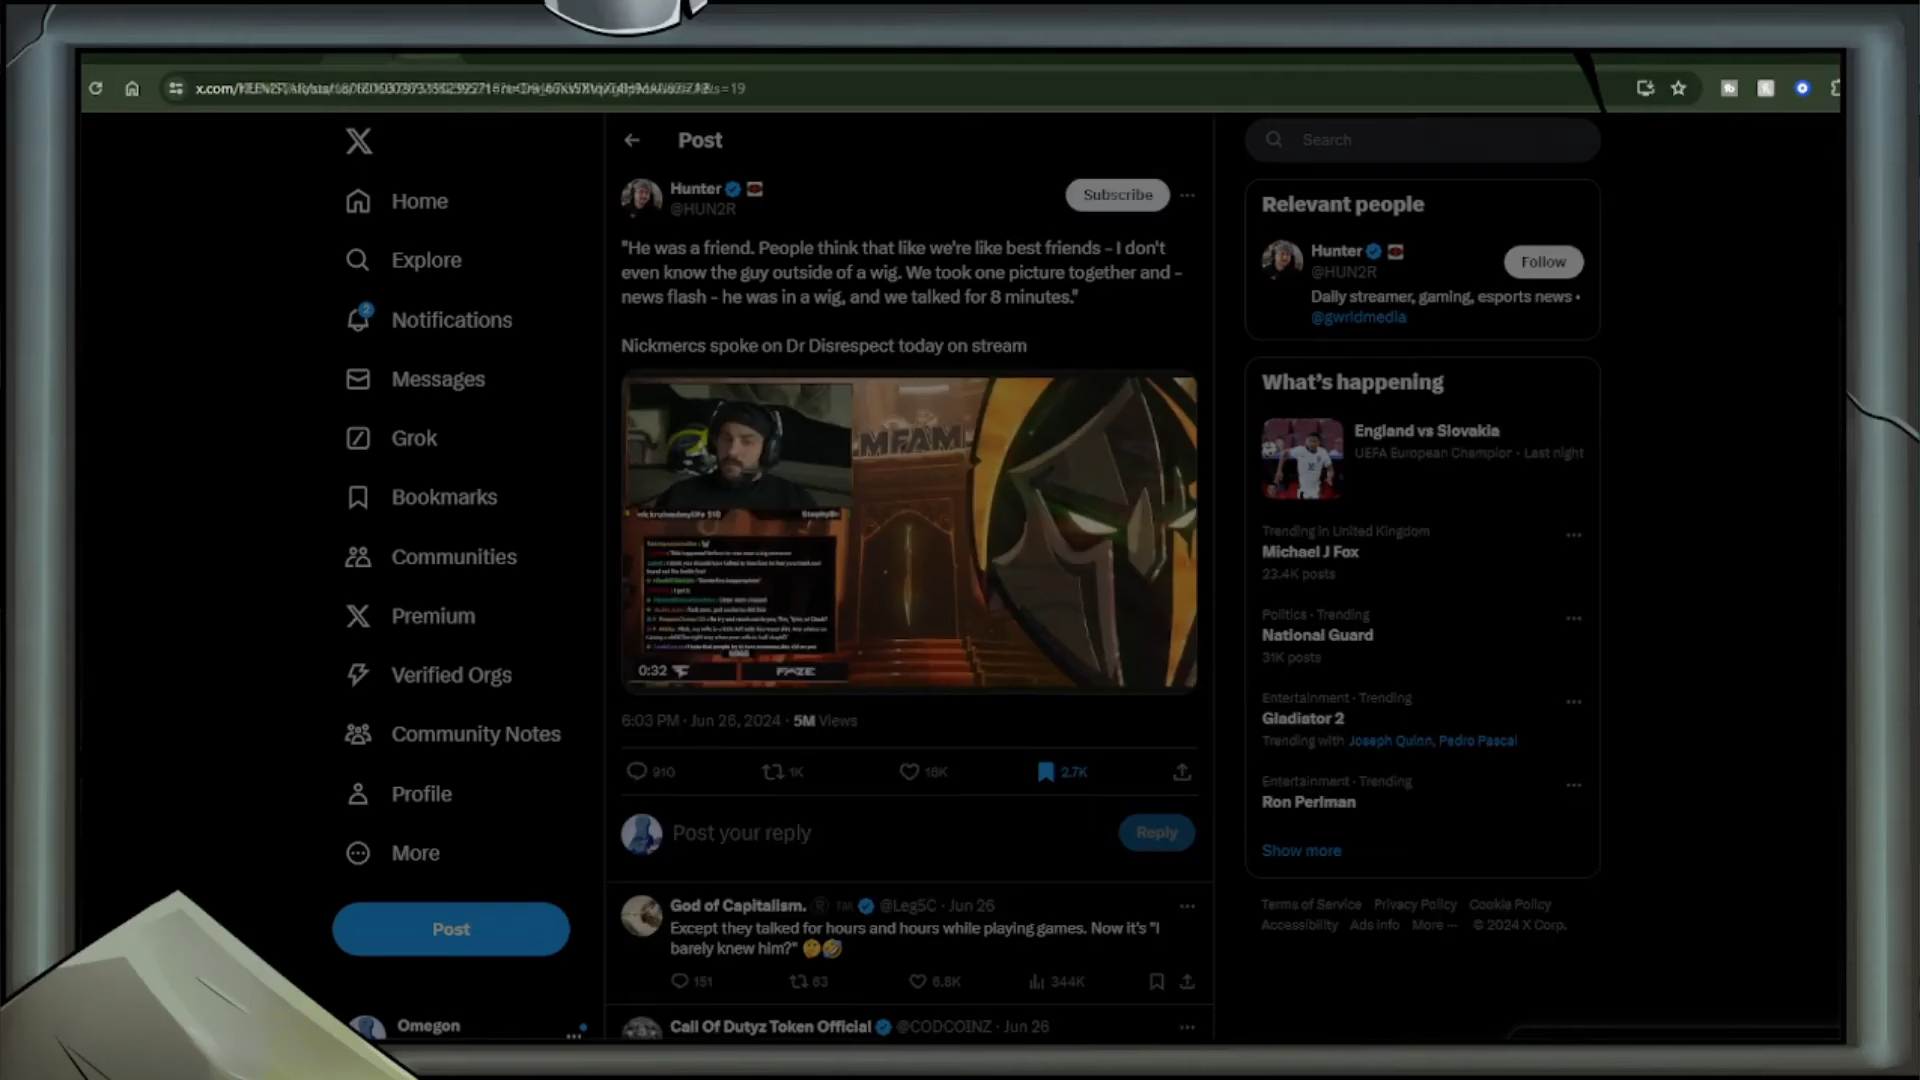 Post
Search
Hunter
@HUN2R
Subscribe
Relevant people
Home
Explore
Notifications
2
Messages
Grok
Bookmarks
Communities
Premium
Verified Orgs
Community Notes
Profile
More
Post
Omegon
"He was a friend. People think that like we're like best friends - I don't
even know the guy outside of a wig. We took one picture together and -
news flash - he was in a wig, and we talked for 8 minutes."
Nickmercs spoke on Dr Disrespect today on stream
MFAM
0:32
FAZE
6:03 PM · Jun 26, 2024 · 5M Views
910
1K
2.7K
Post your reply
Reply
God of Capitalism.
@Leg5C · Jun 26
Except they talked for hours and hours while playing games. Now it's "I
barely knew him?"
151
63
6.8K
344K
Call Of Dutyz Token Official @CODCOINZ · Jun 26
Hunter
@HUN2R
Follow
Daily streamer, gaming, esports news •
@gwrldmedia
What's happening
England vs Slovakia
UEFA European Champior · Last night
Trending in United Kingdom
Michael J Fox
23.4K posts
Politics · Trending
National Guard
31K posts
Entertainment · Trending
Gladiator 2
Trending with Joseph Quinn, Pedro Pascal
Entertainment · Trending
Ron Perlman
Show more
Terms of Service Privacy Policy Cookie Policy
Accessibility Ads info More ··· © 2024 X Corp.